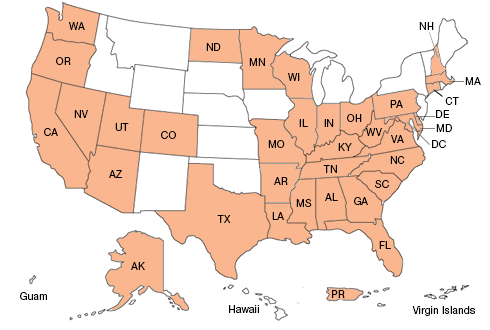 NH
WA
ND
MN
OR
WI
MA
PA
CT
NV
IL
IN
OH
DE
UT
CO
WV
MD
CA
MO
KY
VA
DC
NC
TN
AZ
AR
SC
MS
AL
GA
TX
LA
FL
AK
PR
Guam
Hawaii
Virgin Islands